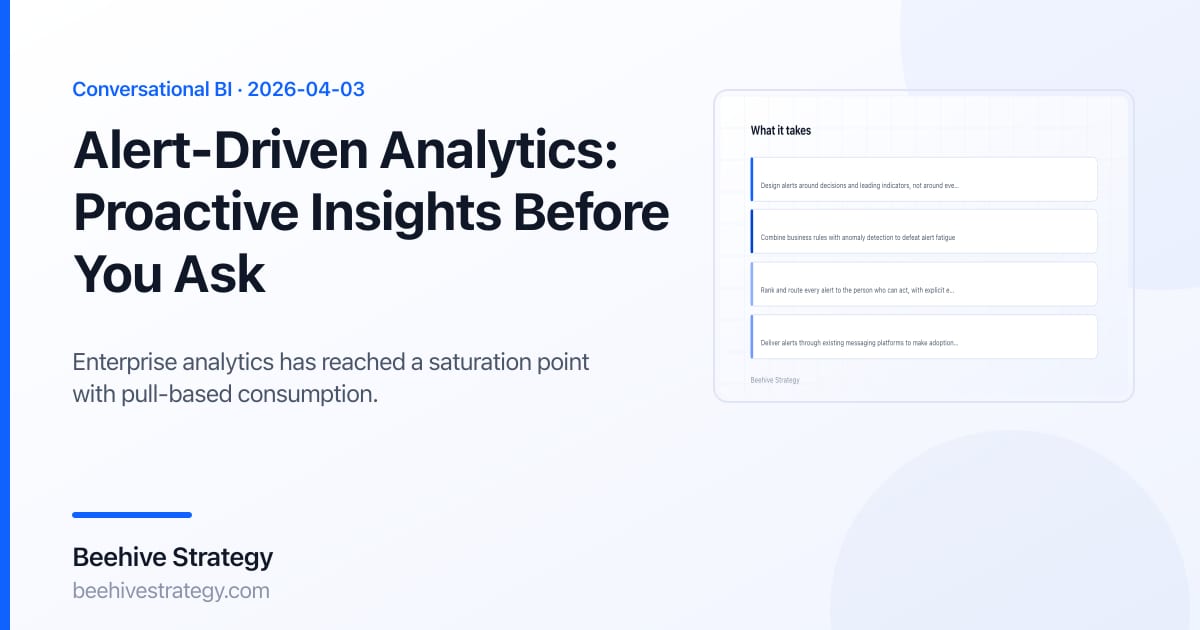 Conversational BI · 2026-04-03
Alert-Driven Analytics:
Proactive Insights Before
You Ask
Enterprise analytics has reached a saturation point
with pull-based consumption.
Beehive Strategy
beehivestrategy.com
What it takes
Design alerts around decisions and leading indicators, not around eve...
Combine business rules with anomaly detection to defeat alert fatigue
Rank and route every alert to the person who can act, with explicit e...
Deliver alerts through existing messaging platforms to make adoption...
Beehive Strategy